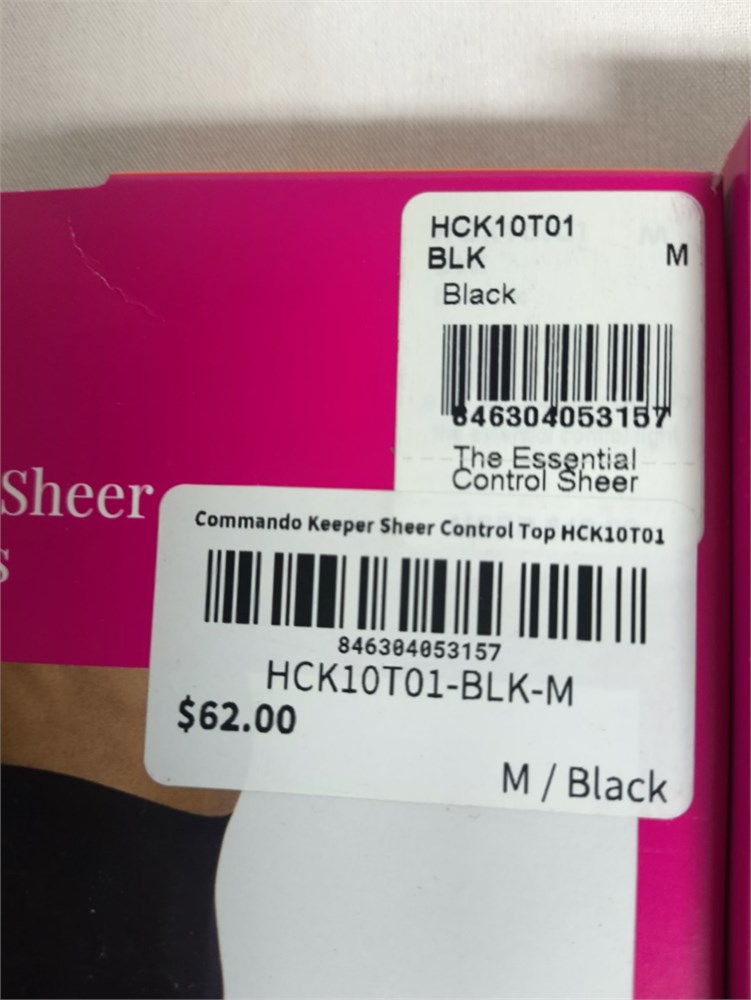 HCK10T01
BLK M
Black
846304053157
The Essential
Control Sheer
Sheer
s
Commando Keeper Sheer Control Top HCK10T01
846304053157
HCK10T01-BLK-M
$62.00
M / Black